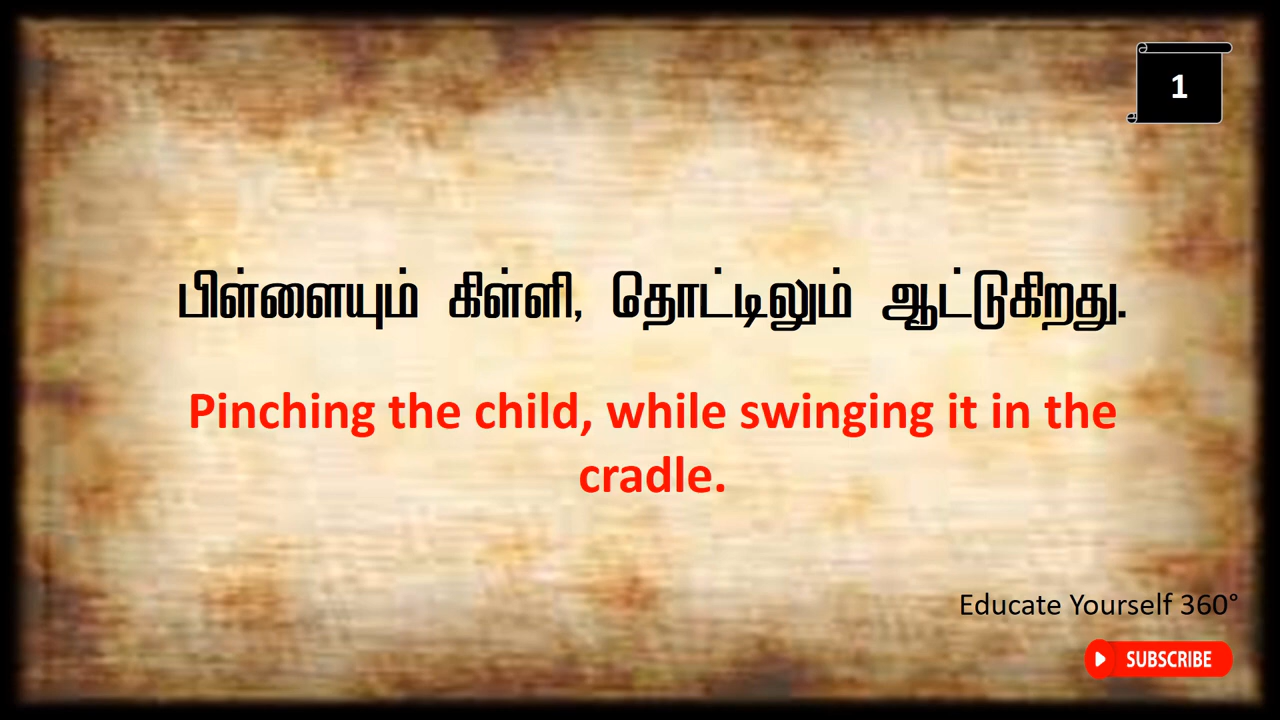 1
பிள்ளையும் கிள்ளி, தோட்டிலும் ஆட்டுகிறது.
Pinching the child, while swinging it in the
cradle.
Educate Yourself 360°
SUBSCRIBE